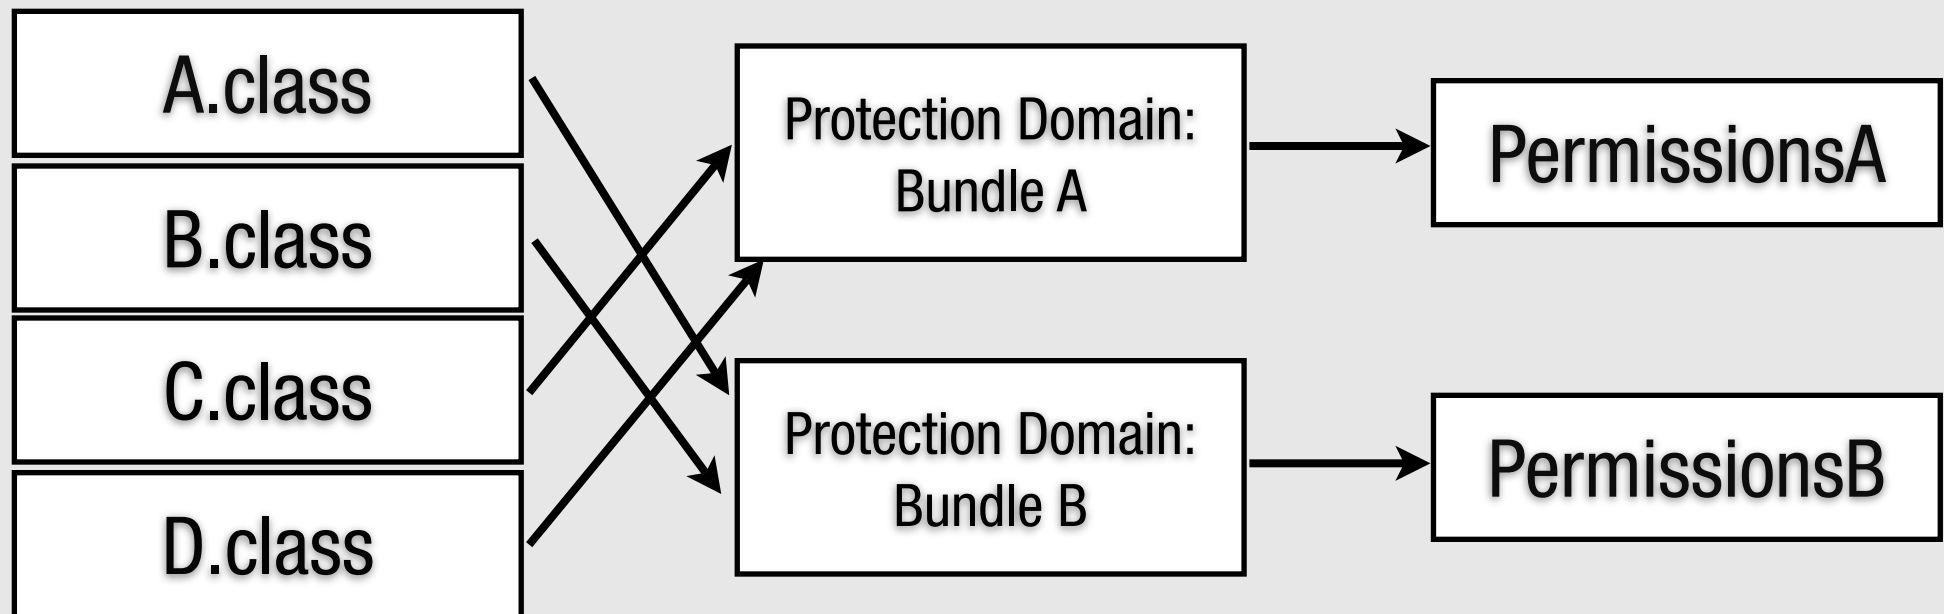 A.class
B.class
C.class
D.class
Protection Domain:
Bundle A
Protection Domain:
Bundle B
PermissionsA
PermissionsB